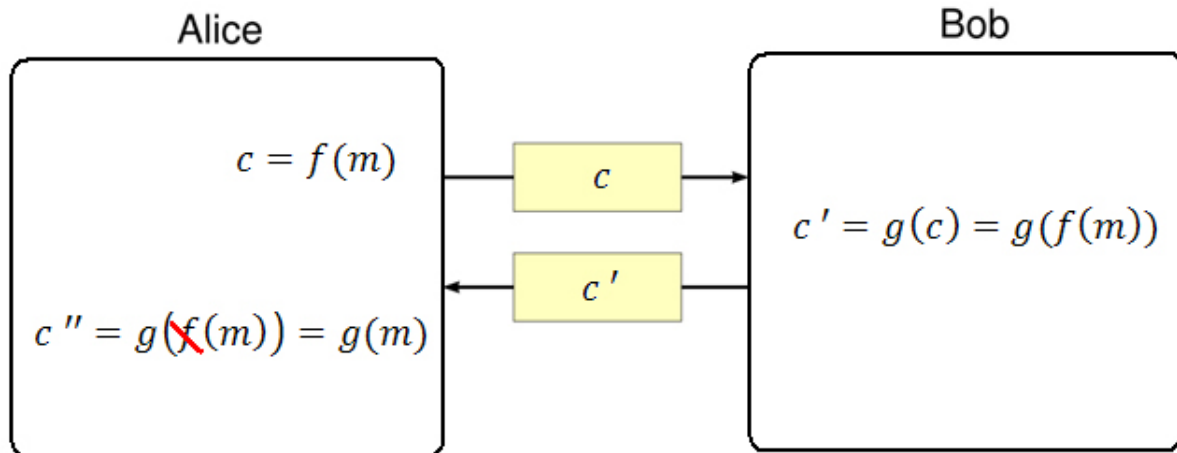 Alice
Bob
c = f(m)
c
c ' = g(c) = g(f(m))
c '
c '' = g(f(m)) = g(m)